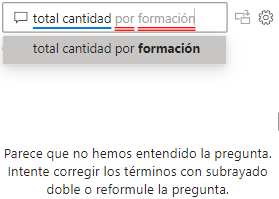 total cantidad por formación
total cantidad por formación
Parece que no hemos entendido la pregunta.
Intente corregir los términos con subrayado
doble o reformule la pregunta.